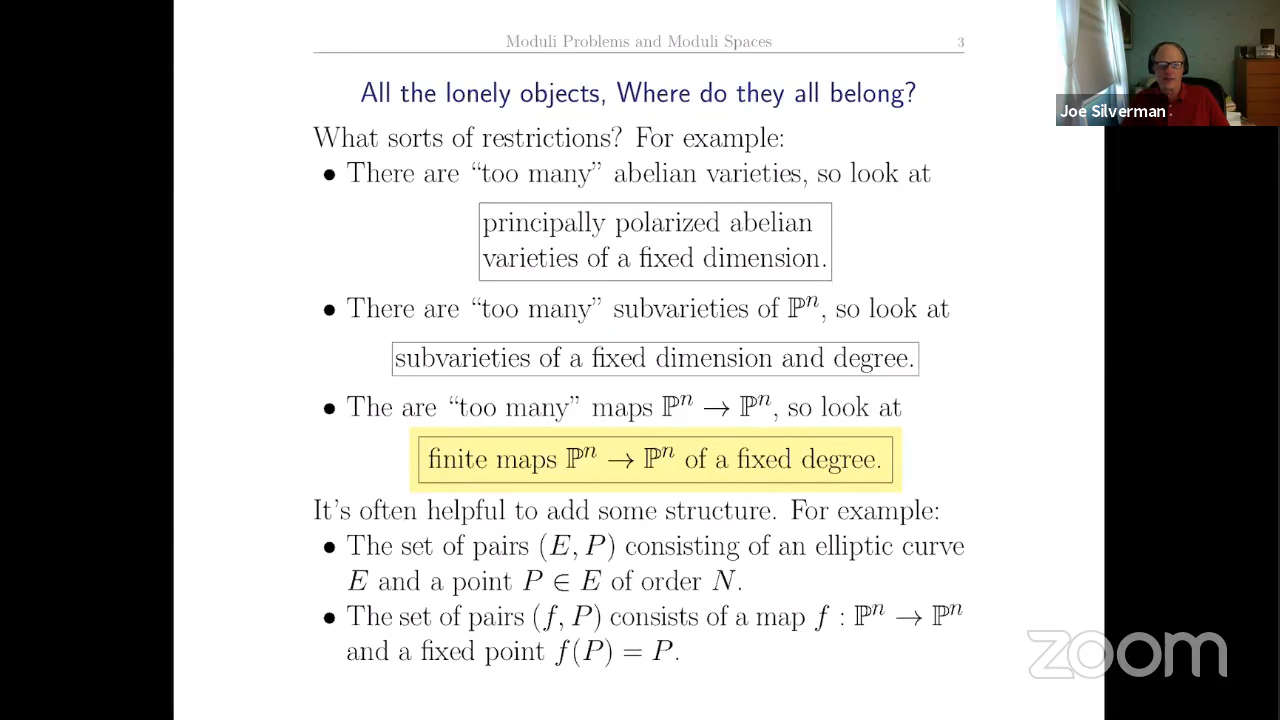 Moduli Problems and Moduli Spaces 3
All the lonely objects, Where do they all belong?
What sorts of restrictions? For example:
• There are “too many” abelian varieties, so look at
principally polarized abelian
varieties of a fixed dimension.
• There are “too many” subvarieties of ℙⁿ, so look at
subvarieties of a fixed dimension and degree.
• The are “too many” maps ℙⁿ → ℙⁿ, so look at
finite maps ℙⁿ → ℙⁿ of a fixed degree.
It's often helpful to add some structure. For example:
• The set of pairs (E, P) consisting of an elliptic curve
E and a point P ∈ E of order N.
• The set of pairs (f, P) consists of a map f : ℙⁿ → ℙⁿ
and a fixed point f(P) = P.
Joe Silverman
zoom